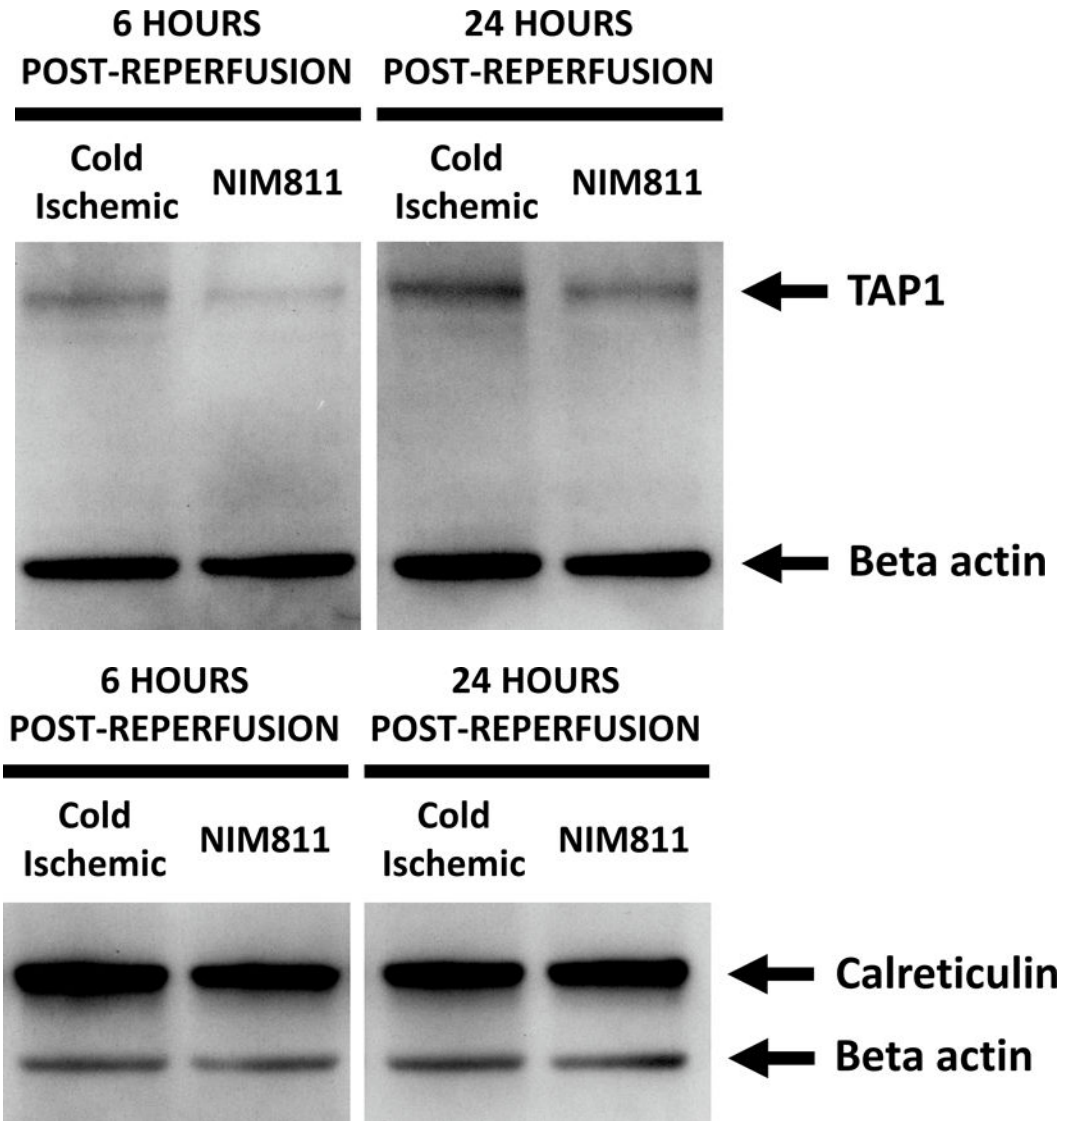 6 HOURS
POST-REPERFUSION
24 HOURS
POST-REPERFUSION
Cold
Ischemic
NIM811
Cold
Ischemic
NIM811
TAP1
Beta actin
6 HOURS
POST-REPERFUSION
24 HOURS
POST-REPERFUSION
Cold
Ischemic
NIM811
Cold
Ischemic
NIM811
Calreticulin
Beta actin